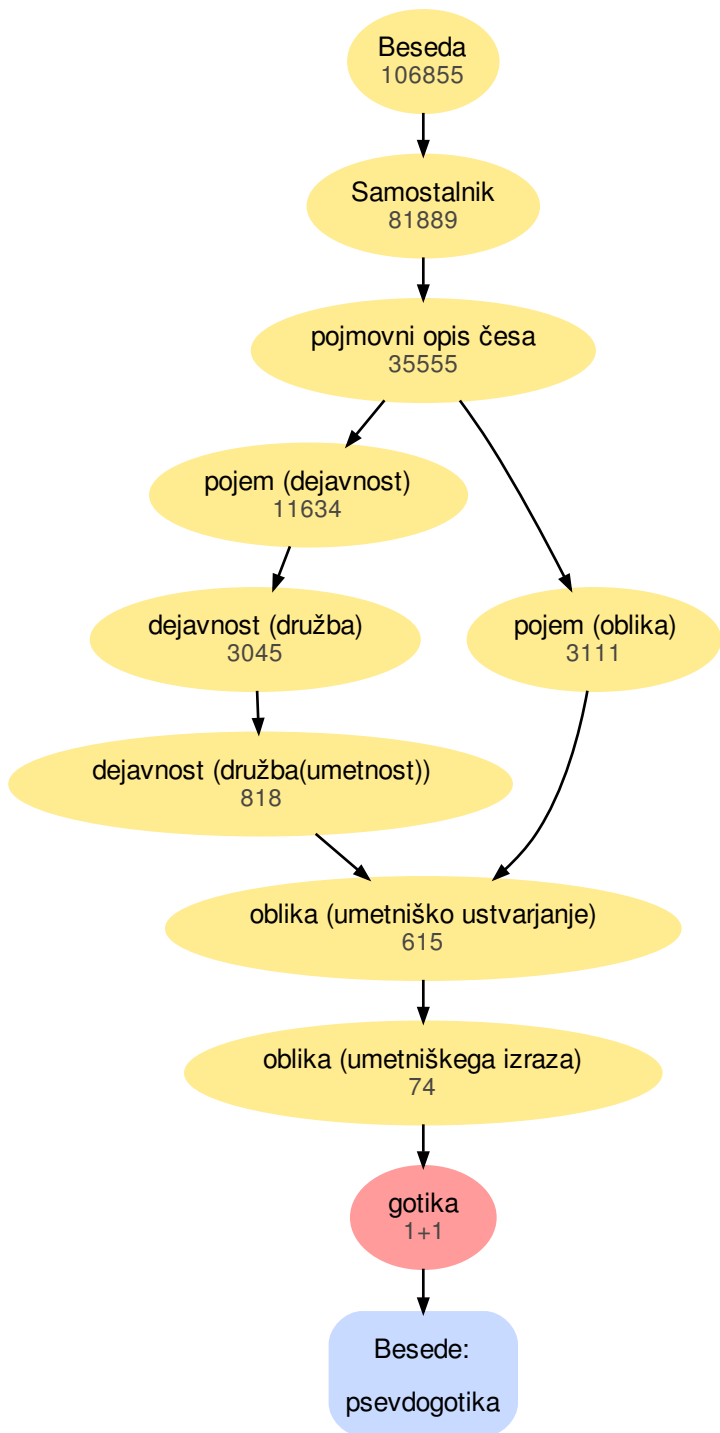 Beseda
106855
Samostalnik
81889
pojmovni opis česa
35555
pojem (dejavnost)
11634
dejavnost (družba)
3045
pojem (oblika)
3111
dejavnost (družba(umetnost))
818
oblika (umetniško ustvarjanje)
615
oblika (umetniškega izraza)
74
gotika
1+1
Besede:
psevdogotika